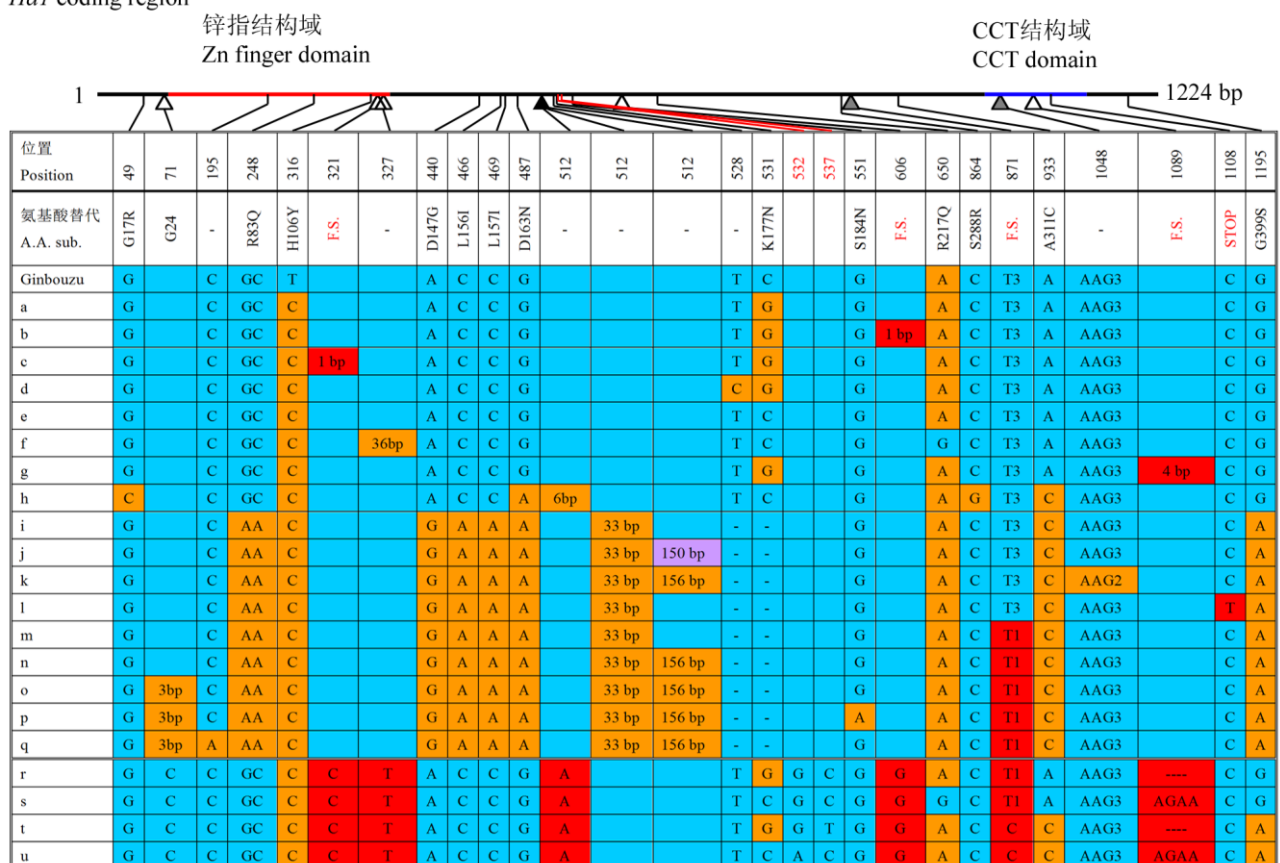 Hd1 coding region
锌指结构域
Zn finger domain
CCT结构域
CCT domain
1
1224 bp
位置 Position 49 71 195 248 316 321 327 440 466 469 487 512 512 512 528 531 532 537 551 606 650 864 871 933 1048 1089 1108 1195
氨基酸替代 A.A. sub. G17R G24 - R83Q H106Y F.S. - D147G L156I L157I D163N - - - - K177N S184N F.S. R217Q S288R F.S. A311C - F.S. STOP G399S
Ginbouzu G C GC T A C C G T C G A C T3 A AAG3 C G
a G C GC C A C C G T G G A C T3 A AAG3 C G
b G C GC C A C C G T G G 1 bp A C T3 A AAG3 C G
c G C GC C 1 bp A C C G T G G A C T3 A AAG3 C G
d G C GC C A C C G C G G A C T3 A AAG3 C G
e G C GC C A C C G T C G A C T3 A AAG3 C G
f G C GC C 36bp A C C G T C G G C T3 A AAG3 C G
g G C GC C A C C G T G G A C T3 A AAG3 4 bp C G
h C C GC C A C C A 6bp T C G A G T3 C AAG3 C G
i G C AA C G A A A 33 bp - - G A C T3 C AAG3 C A
j G C AA C G A A A 33 bp 150 bp - - G A C T3 C AAG3 C A
k G C AA C G A A A 33 bp 156 bp - - G A C T3 C AAG2 C A
l G C AA C G A A A 33 bp - - G A C T3 C AAG3 T A
m G C AA C G A A A 33 bp - - G A C T1 C AAG3 C A
n G C AA C G A A A 33 bp 156 bp - - G A C T1 C AAG3 C A
o G 3bp C AA C G A A A 33 bp 156 bp - - G A C T1 C AAG3 C A
p G 3bp C AA C G A A A 33 bp 156 bp - - A A C T1 C AAG3 C A
q G 3bp A AA C G A A A 33 bp 156 bp - - G A C T1 C AAG3 C A
r G C C GC C C T A C C G A T G G C G G A C T1 A AAG3 ---- C G
s G C C GC C C T A C C G A T C G C G G G C T1 A AAG3 AGAA C G
t G C C GC C C T A C C G A T G G T G G A C C C AAG3 ---- C A
u G C C GC C C T A C C G A T C A C G G A C C C AAG3 AGAA C A